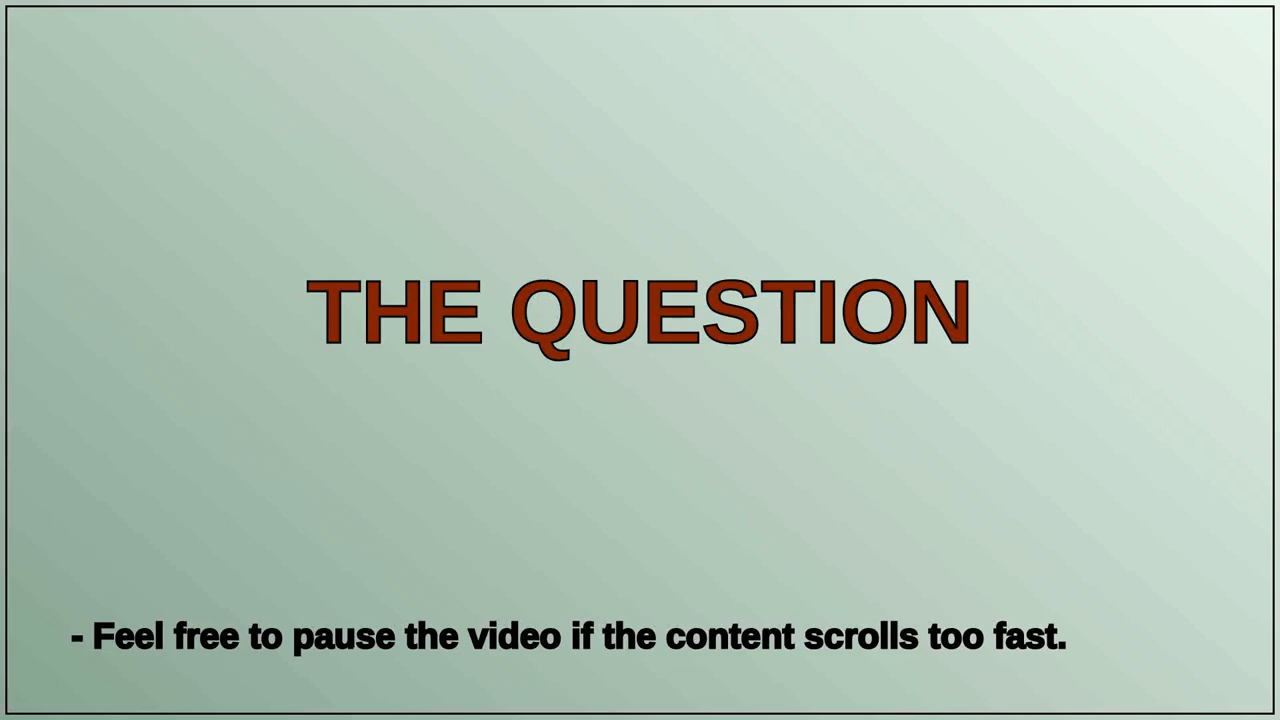 THE QUESTION
- Feel free to pause the video if the content scrolls too fast.